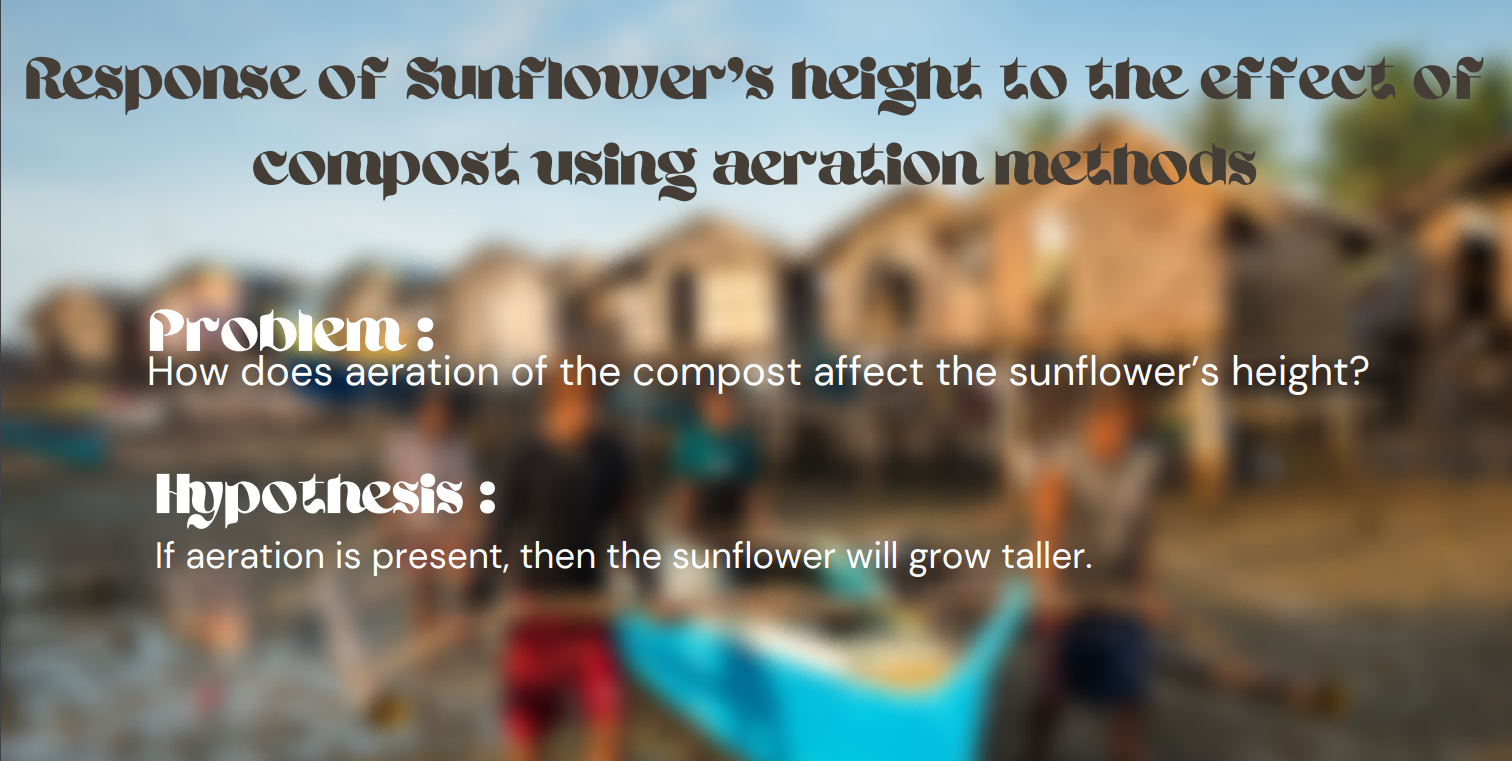 Response of Sunflower’s height to the effect of
compost using aeration methods
Problem :
How does aeration of the compost affect the sunflower’s height?
Hypothesis :
If aeration is present, then the sunflower will grow taller.